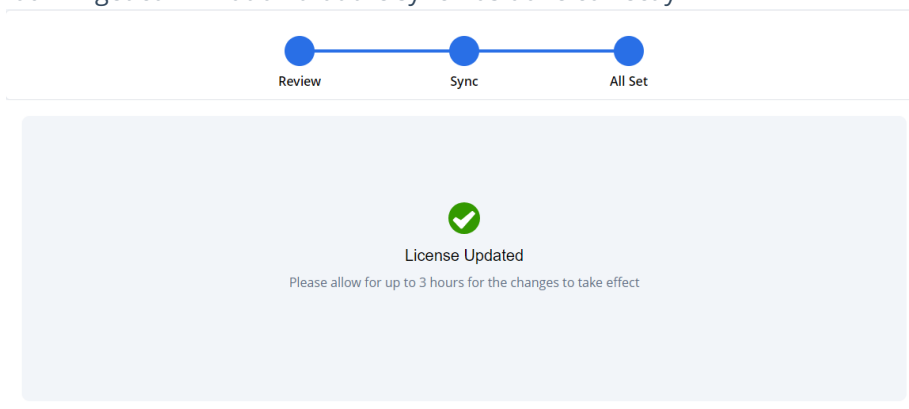 Review
Sync
All Set
License Updated
Please allow for up to 3 hours for the changes to take effect